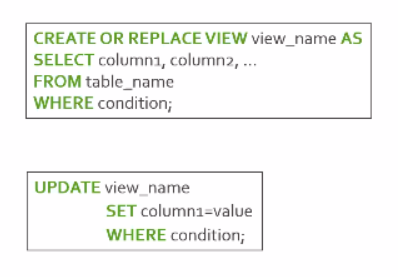 CREATE OR REPLACE VIEW view_name AS
SELECT column1, column2, ...
FROM table_name
WHERE condition;
UPDATE view_name
SET column1=value
WHERE condition;